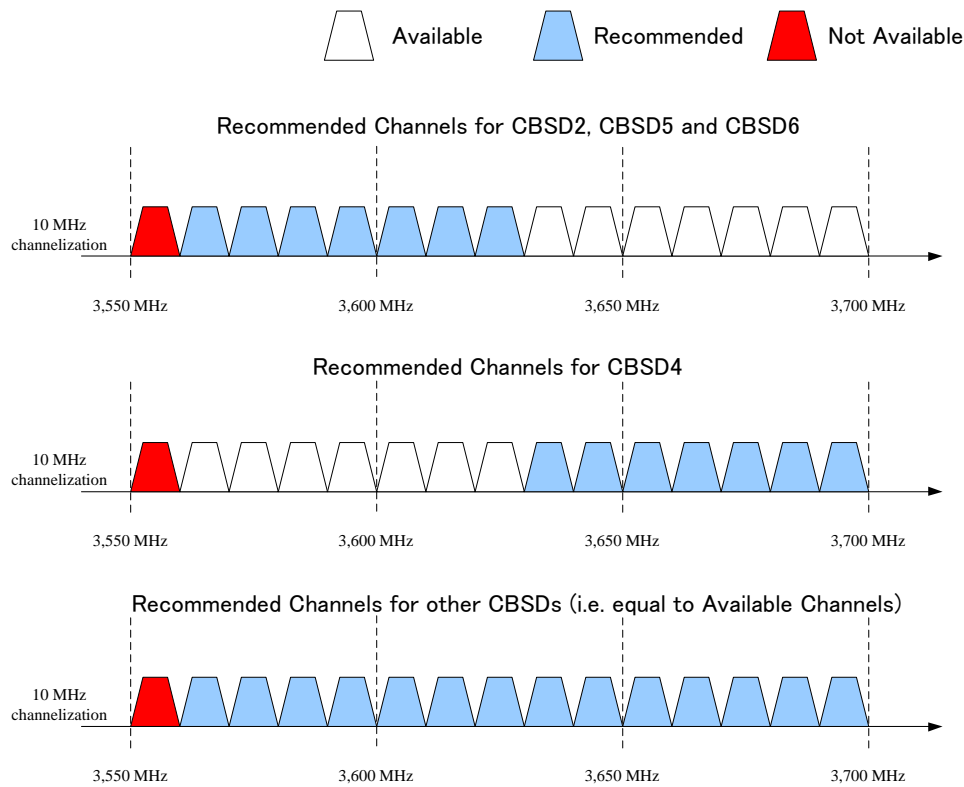 Available
Recommended
Not Available
Recommended Channels for CBSD2, CBSD5 and CBSD6
10 MHz
channelization
3,550 MHz
3,600 MHz
3,650 MHz
3,700 MHz
Recommended Channels for CBSD4
10 MHz
channelization
3,550 MHz
3,600 MHz
3,650 MHz
3,700 MHz
Recommended Channels for other CBSDs (i.e. equal to Available Channels)
10 MHz
channelization
3,550 MHz
3,600 MHz
3,650 MHz
3,700 MHz